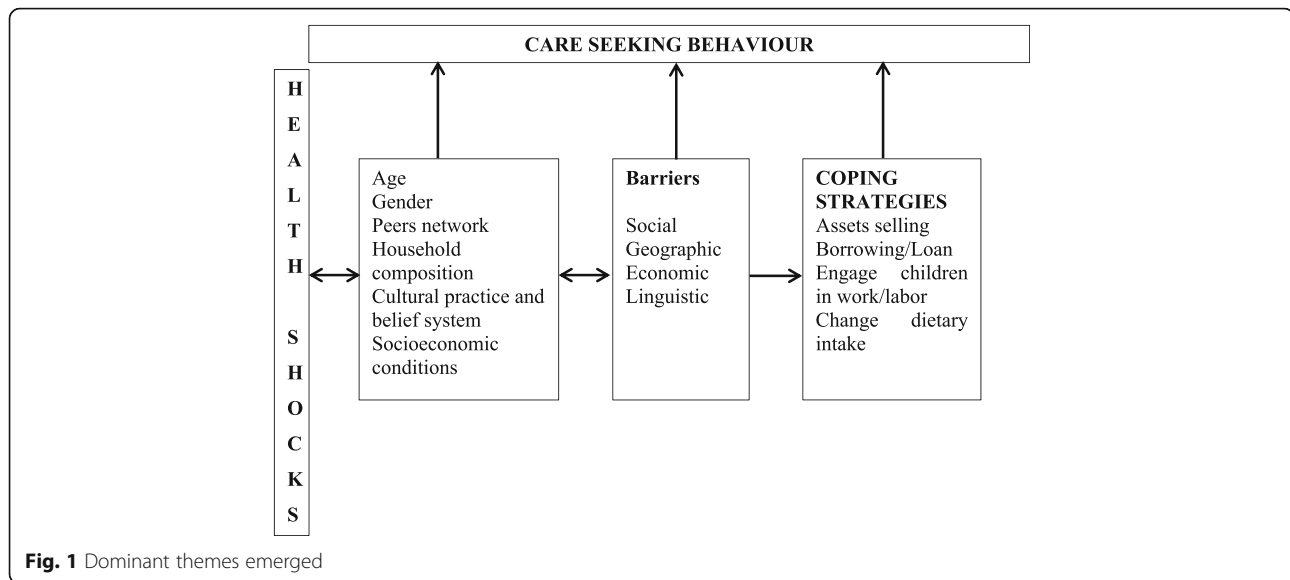 CARE SEEKING BEHAVIOUR
H
E
A
L
T
H
S
H
O
C
K
S
Age
Gender
Peers network
Household
composition
Cultural practice and
belief system
Socioeconomic
conditions
Barriers
Social
Geographic
Economic
Linguistic
COPING
STRATEGIES
Assets selling
Borrowing/Loan
Engage children
in work/labor
Change dietary
intake
Fig. 1 Dominant themes emerged